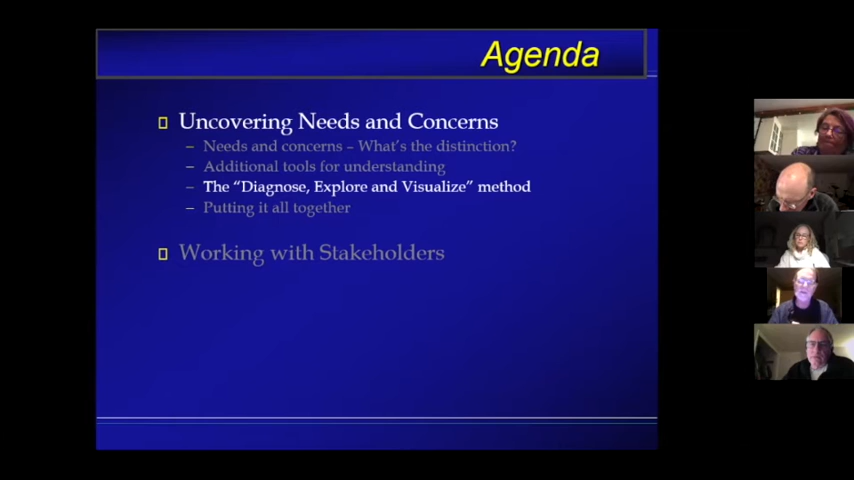 Agenda
Uncovering Needs and Concerns
– Needs and concerns – What's the distinction?
– Additional tools for understanding
– The “Diagnose, Explore and Visualize” method
– Putting it all together
Working with Stakeholders